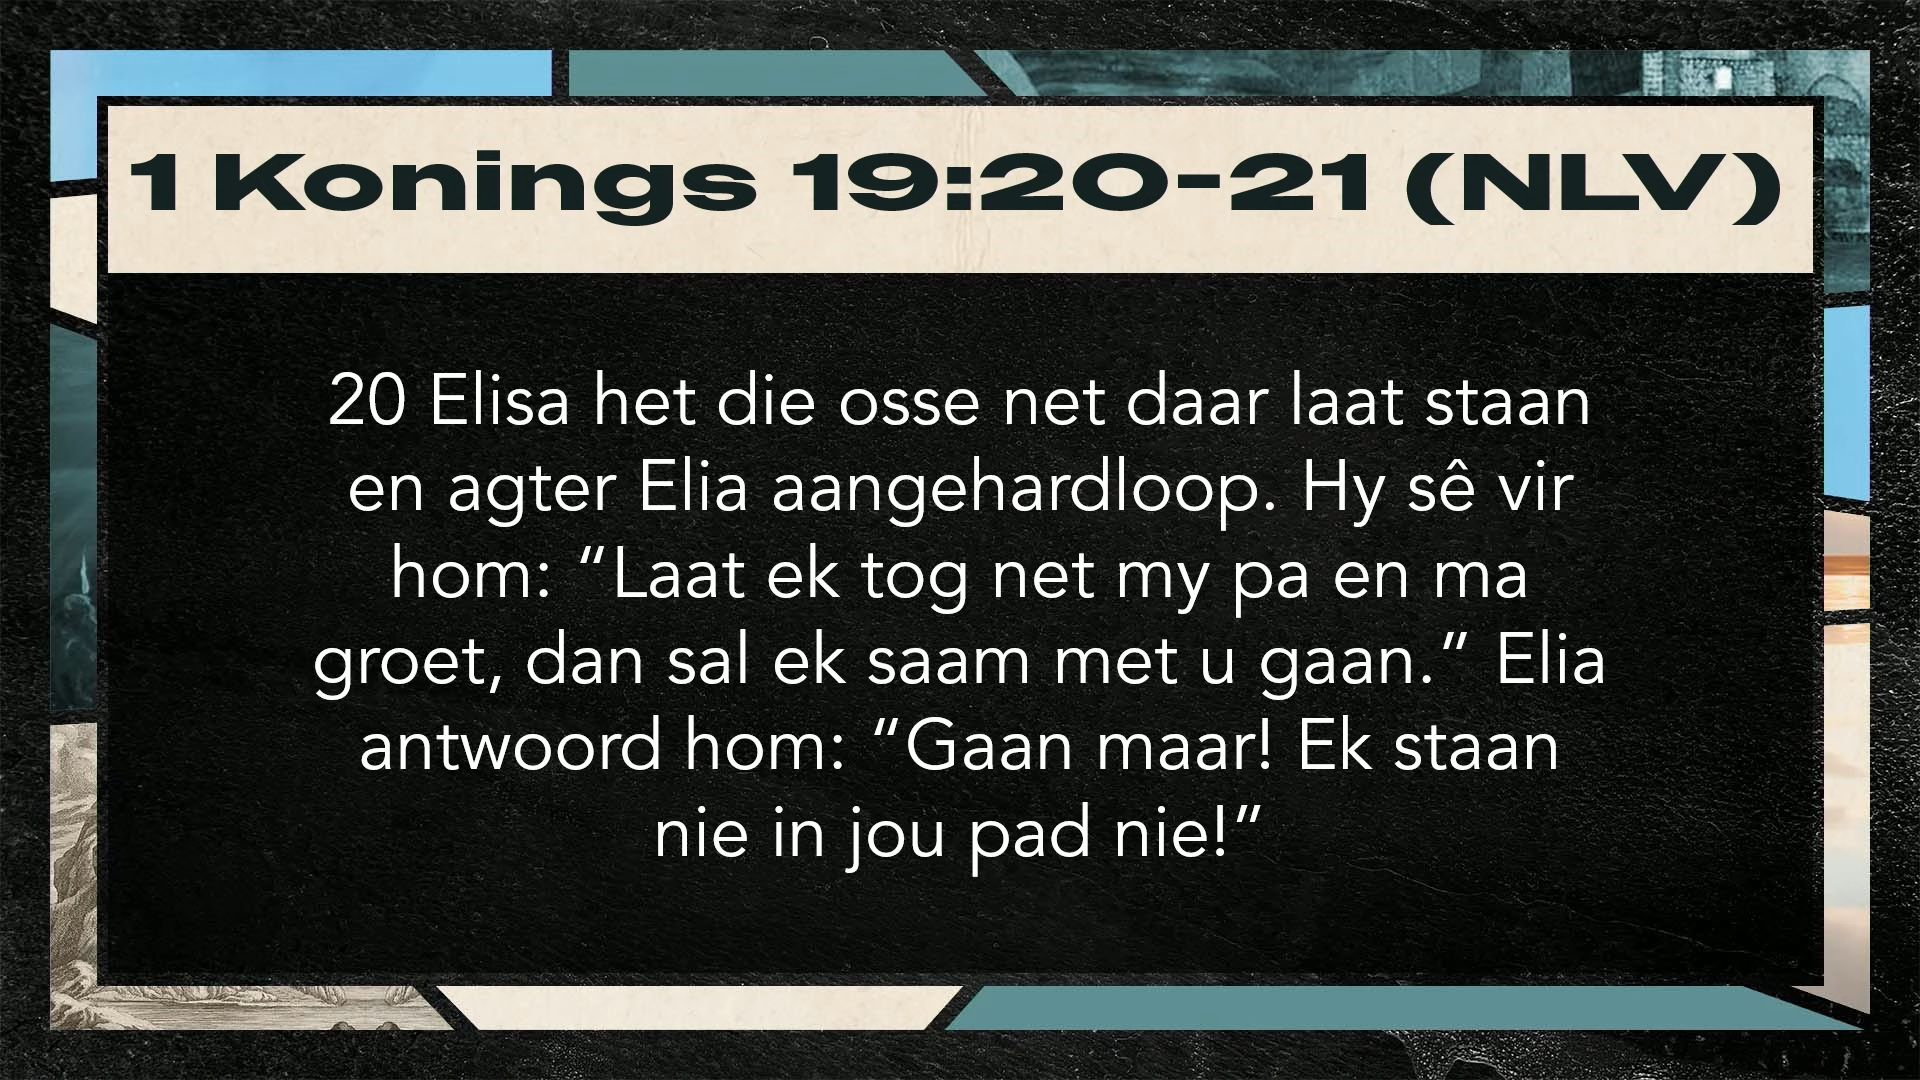 1 Konings 19:20-21 (NLV)
20 Elisa het die osse net daar laat staan
en agter Elia aangehardloop. Hy sê vir
hom: “Laat ek tog net my pa en ma
groet, dan sal ek saam met u gaan.” Elia
antwoord hom: “Gaan maar! Ek staan
nie in jou pad nie!”